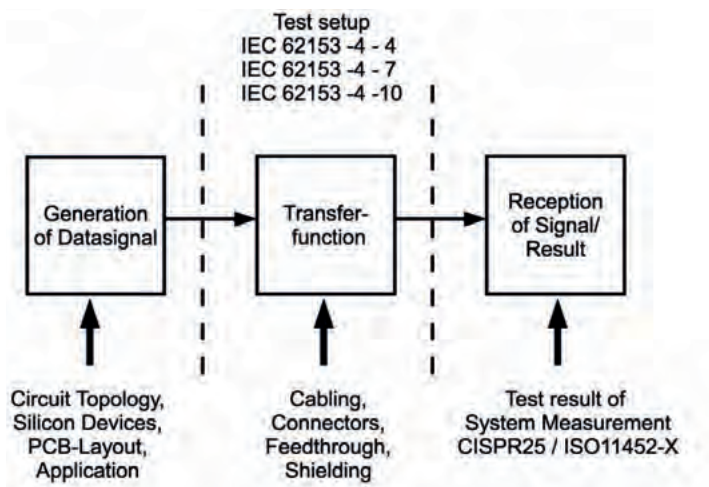 Test setup
IEC 62153 -4 - 4
IEC 62153 -4 - 7
IEC 62153 -4 -10
Generation
of Datasignal
Transfer-
function
Reception
of Signal/
Result
Circuit Topology,
Silicon Devices,
PCB-Layout,
Application
Cabling,
Connectors,
Feedthrough,
Shielding
Test result of
System Measurement
CISPR25 / ISO11452-X